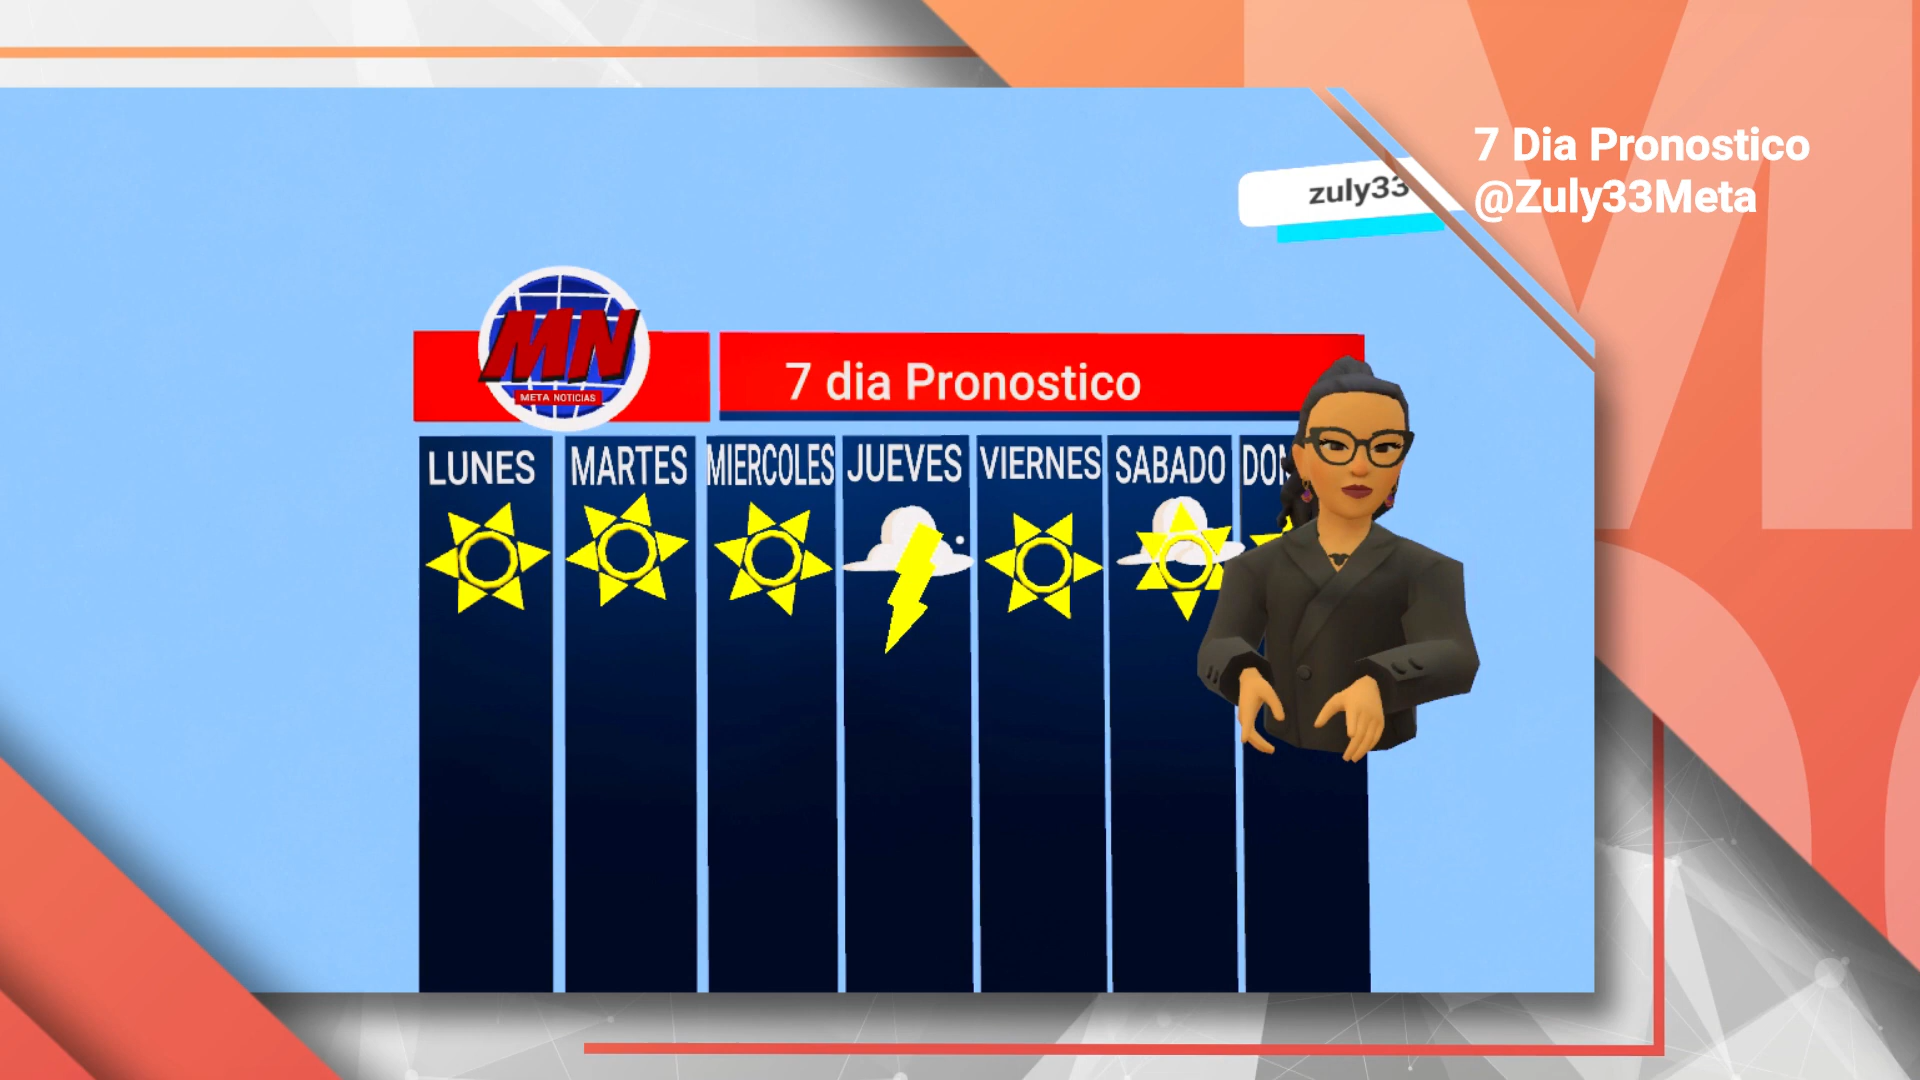 7 Dia Pronostico
@Zuly33Meta
zuly33
MN
META NOTICIAS
7 dia Pronostico
LUNES
MARTES
MIERCOLES
JUEVES
VIERNES
SABADO